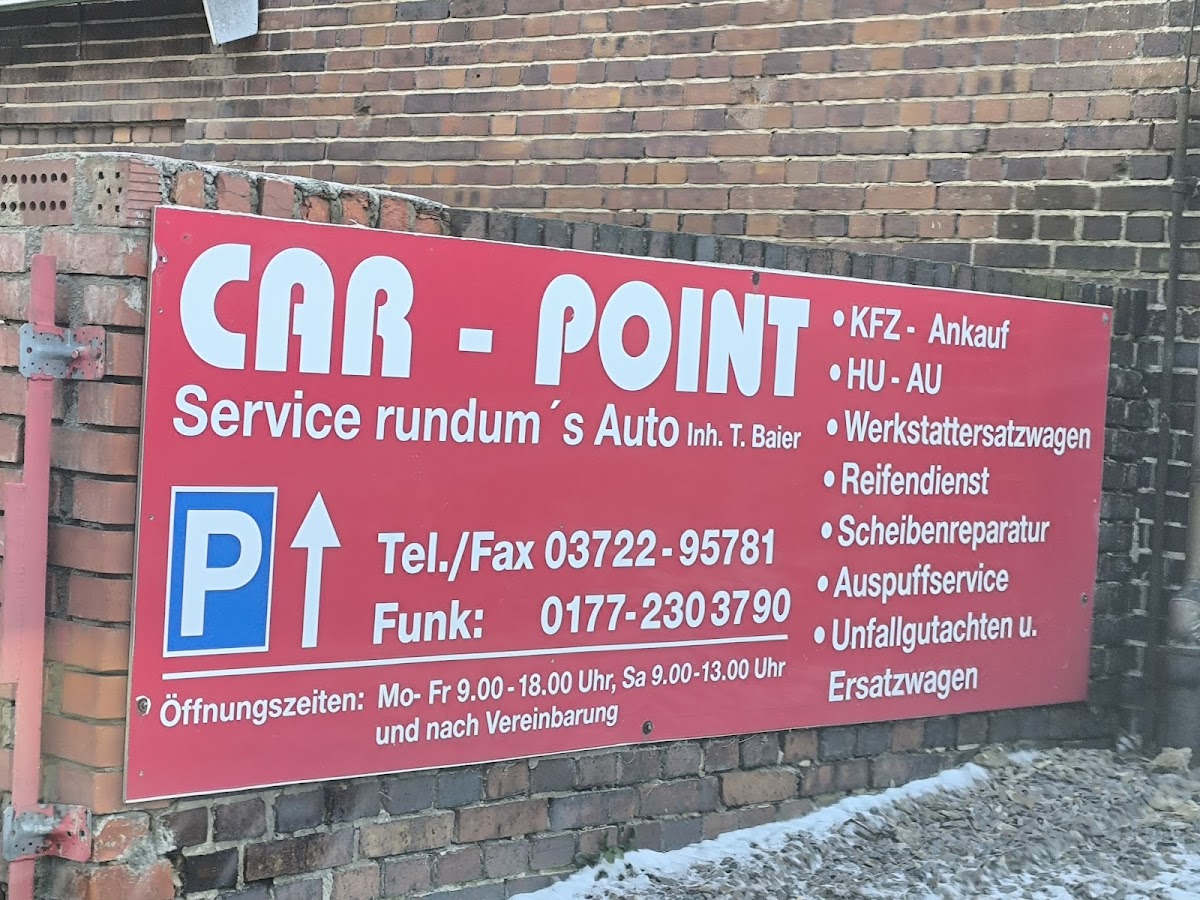 CAR - POINT
Service rundum´s Auto Inh. T. Baier
P
Tel./Fax 03722-95781
Funk: 0177-230 3790
Öffnungszeiten: Mo- Fr 9.00-18.00 Uhr, Sa 9.00-13.00 Uhr
und nach Vereinbarung
• KFZ - Ankauf
• HU - AU
• Werkstattersatzwagen
• Reifendienst
• Scheibenreparatur
• Auspuffservice
• Unfallgutachten u.
Ersatzwagen